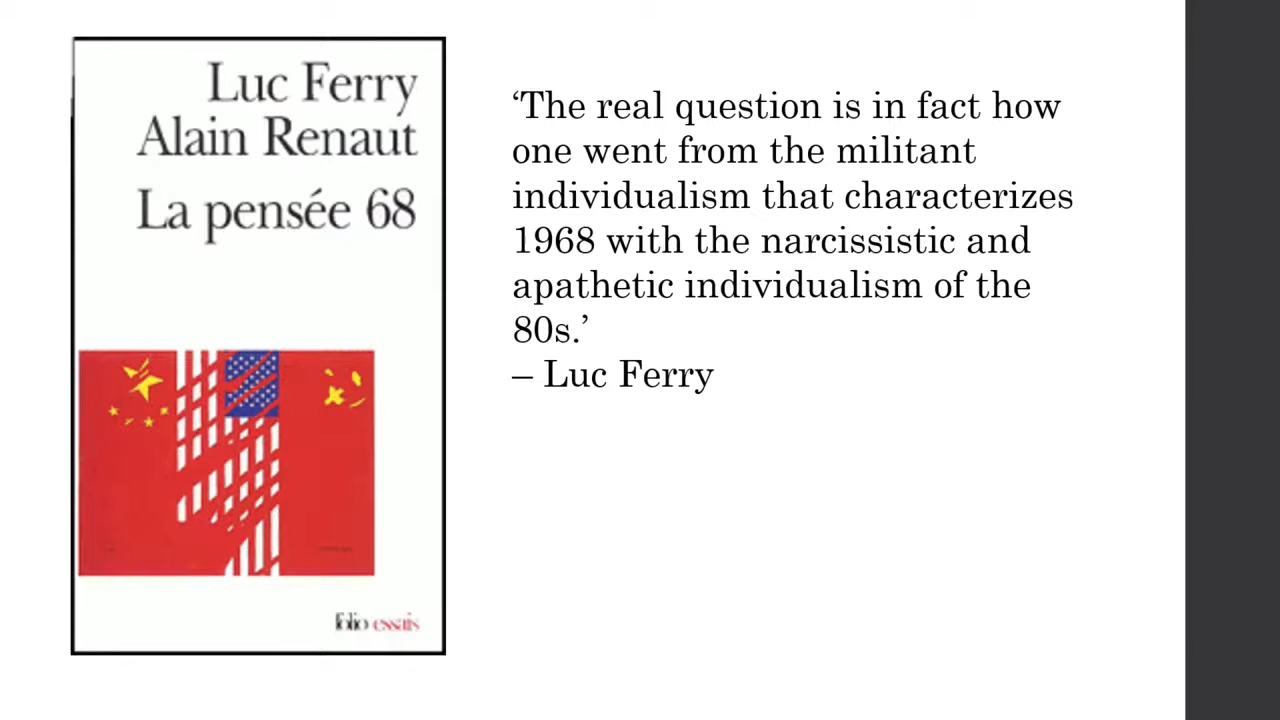 Luc Ferry
Alain Renaut
La pensée 68
folio essais
‘The real question is in fact how
one went from the militant
individualism that characterizes
1968 with the narcissistic and
apathetic individualism of the
80s.’
– Luc Ferry